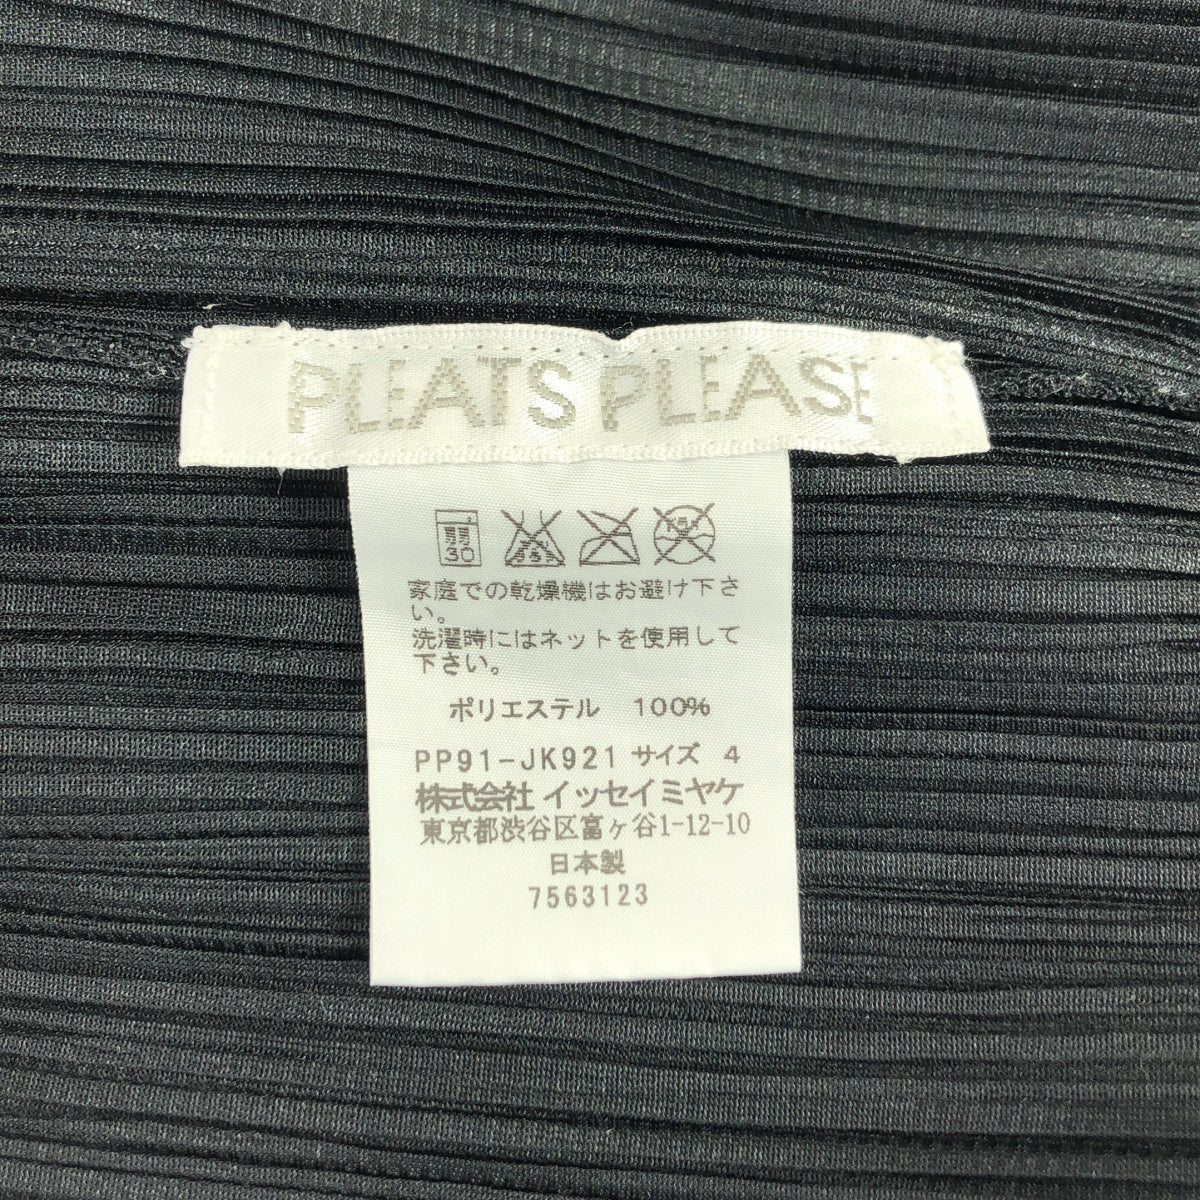 PLEATS PLEASE
弱
30
家庭での乾燥機はお避け下さ
い。
洗濯時にはネットを使用して
下さい。
ポリエステル 100%
PP91-JK921 サイズ 4
株式会社 イッセイミヤケ
東京都渋谷区富ヶ谷1-12-10
日本製
7563123